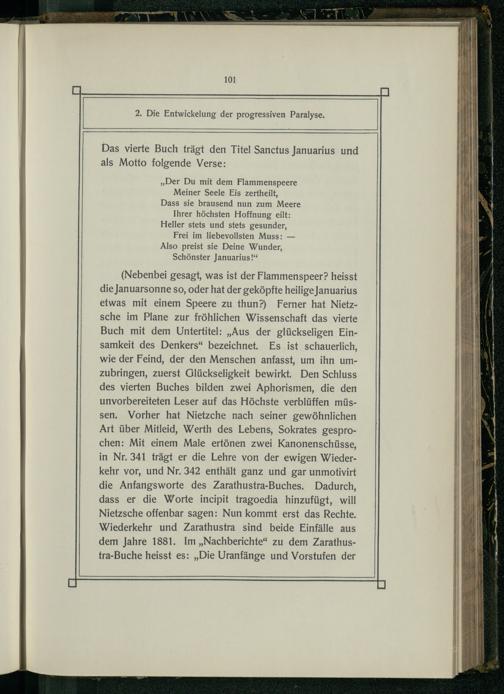 101
2. Die Entwickelung der progressiven Paralyse.
Das vierte Buch trägt den Titel Sanctus Januarius und
als Motto folgende Verse:
„Der Du mit dem Flammenspeere
Meiner Seele Eis zertheilt,
Dass sie brausend nun zum Meere
Ihrer höchsten Hoffnung eilt:
Heller stets und stets gesunder,
Frei im liebevollsten Muss: —
Also preist sie Deine Wunder,
Schönster Januarius!“
(Nebenbei gesagt, was ist der Flammenspeer? heisst
die Januarsonne so, oder hat der geköpfte heilige Januarius
etwas mit einem Speere zu thun?) Ferner hat Nietz-
sche im Plane zur fröhlichen Wissenschaft das vierte
Buch mit dem Untertitel: „Aus der glückseligen Ein-
samkeit des Denkers“ bezeichnet. Es ist schauerlich,
wie der Feind, der den Menschen anfasst, um ihn um-
zubringen, zuerst Glückseligkeit bewirkt. Den Schluss
des vierten Buches bilden zwei Aphorismen, die den
unvorbereiteten Leser auf das Höchste verblüffen müs-
sen. Vorher hat Nietzche nach seiner gewöhnlichen
Art über Mitleid, Werth des Lebens, Sokrates gespro-
chen: Mit einem Male ertönen zwei Kanonenschüsse,
in Nr. 341 trägt er die Lehre von der ewigen Wieder-
kehr vor, und Nr. 342 enthält ganz und gar unmotivirt
die Anfangsworte des Zarathustra-Buches. Dadurch,
dass er die Worte incipit tragoedia hinzufügt, will
Nietzsche offenbar sagen: Nun kommt erst das Rechte.
Wiederkehr und Zarathustra sind beide Einfälle aus
dem Jahre 1881. Im „Nachberichte“ zu dem Zarathus-
tra-Buche heisst es: „Die Uranfänge und Vorstufen der